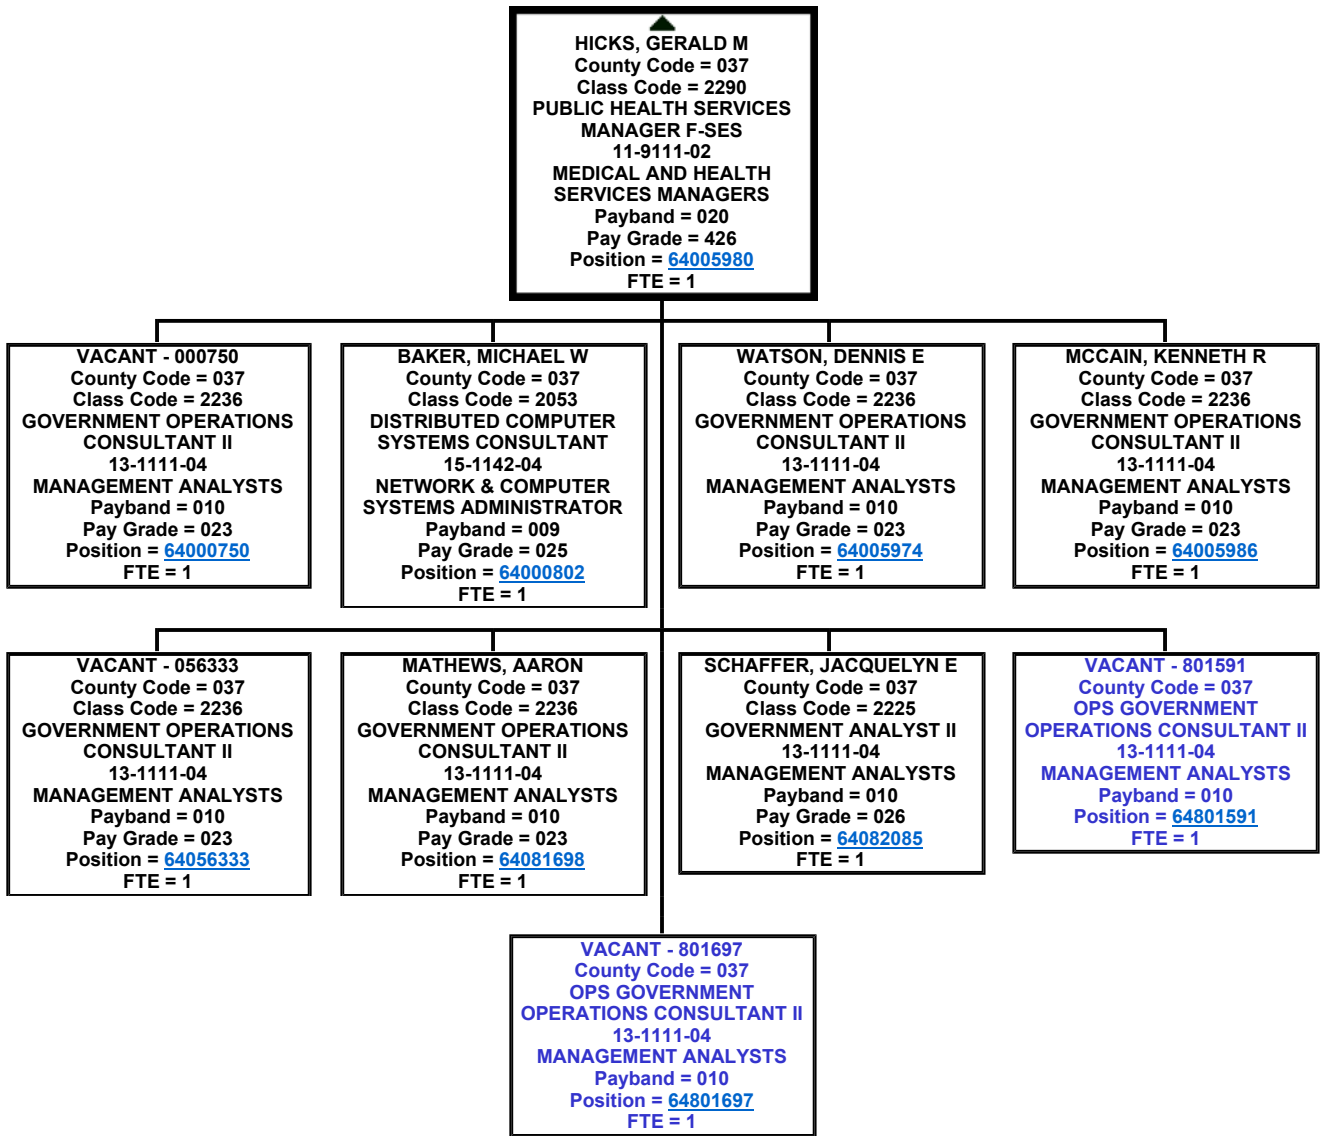 HICKS, GERALD M
County Code = 037
Class Code = 2290
PUBLIC HEALTH SERVICES
MANAGER F-SES
11-9111-02
MEDICAL AND HEALTH
SERVICES MANAGERS
Payband = 020
Pay Grade = 426
Position = 64005980
FTE = 1
VACANT - 000750
County Code = 037
Class Code = 2236
GOVERNMENT OPERATIONS
CONSULTANT II
13-1111-04
MANAGEMENT ANALYSTS
Payband = 010
Pay Grade = 023
Position = 64000750
FTE = 1
BAKER, MICHAEL W
County Code = 037
Class Code = 2053
DISTRIBUTED COMPUTER
SYSTEMS CONSULTANT
15-1142-04
NETWORK & COMPUTER
SYSTEMS ADMINISTRATOR
Payband = 009
Pay Grade = 025
Position = 64000802
FTE = 1
WATSON, DENNIS E
County Code = 037
Class Code = 2236
GOVERNMENT OPERATIONS
CONSULTANT II
13-1111-04
MANAGEMENT ANALYSTS
Payband = 010
Pay Grade = 023
Position = 64005974
FTE = 1
MCCAIN, KENNETH R
County Code = 037
Class Code = 2236
GOVERNMENT OPERATIONS
CONSULTANT II
13-1111-04
MANAGEMENT ANALYSTS
Payband = 010
Pay Grade = 023
Position = 64005986
FTE = 1
VACANT - 056333
County Code = 037
Class Code = 2236
GOVERNMENT OPERATIONS
CONSULTANT II
13-1111-04
MANAGEMENT ANALYSTS
Payband = 010
Pay Grade = 023
Position = 64056333
FTE = 1
MATHEWS, AARON
County Code = 037
Class Code = 2236
GOVERNMENT OPERATIONS
CONSULTANT II
13-1111-04
MANAGEMENT ANALYSTS
Payband = 010
Pay Grade = 023
Position = 64081698
FTE = 1
SCHAFFER, JACQUELYN E
County Code = 037
Class Code = 2225
GOVERNMENT ANALYST II
13-1111-04
MANAGEMENT ANALYSTS
Payband = 010
Pay Grade = 026
Position = 64082085
FTE = 1
VACANT - 801591
County Code = 037
OPS GOVERNMENT
OPERATIONS CONSULTANT II
13-1111-04
MANAGEMENT ANALYSTS
Payband = 010
Position = 64801591
FTE = 1
VACANT - 801697
County Code = 037
OPS GOVERNMENT
OPERATIONS CONSULTANT II
13-1111-04
MANAGEMENT ANALYSTS
Payband = 010
Position = 64801697
FTE = 1